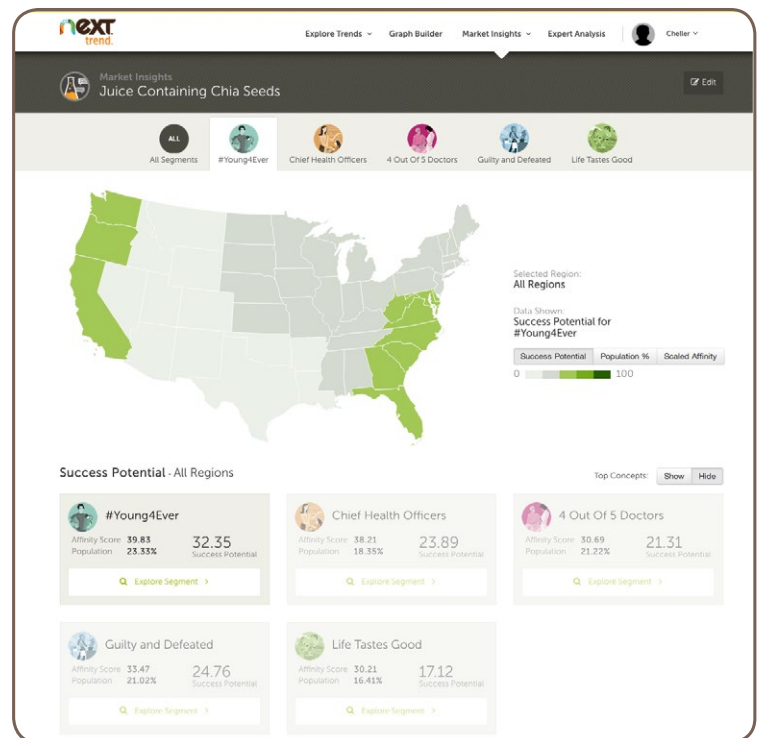 next
trend.
Explore Trends
Graph Builder
Market Insights
Expert Analysis
Cheller
Market Insights
Juice Containing Chia Seeds
Edit
ALL
All Segments
#Young4Ever
Chief Health Officers
4 Out Of 5 Doctors
Guilty and Defeated
Life Tastes Good
Selected Region:
All Regions
Data Shown:
Success Potential for
#Young4Ever
Success Potential
Population %
Scaled Affinity
0 100
Success Potential - All Regions
Top Concepts: Show Hide
#Young4Ever
Affinity Score 39.83
Population 23.33%
32.35
Success Potential
Explore Segment >
Chief Health Officers
Affinity Score 38.21
Population 18.35%
23.89
Success Potential
Explore Segment >
4 Out Of 5 Doctors
Affinity Score 30.69
Population 21.22%
21.31
Success Potential
Explore Segment >
Guilty and Defeated
Affinity Score 33.47
Population 21.02%
24.76
Success Potential
Explore Segment >
Life Tastes Good
Affinity Score 30.21
Population 16.41%
17.12
Success Potential
Explore Segment >